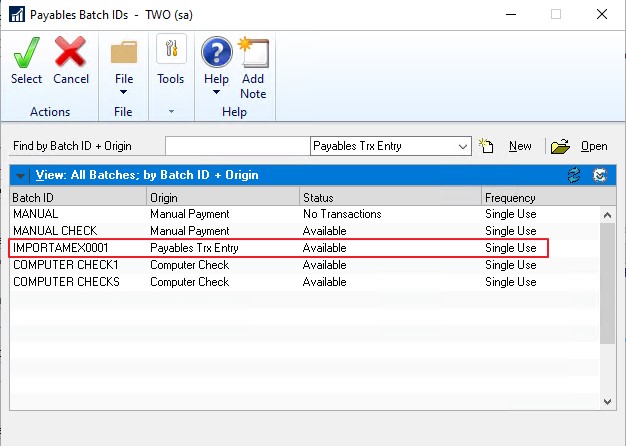 Payables Batch IDs - TWO (sa)
Select Cancel File Tools Help Add Note
Actions File Help
Find by Batch ID + Origin Payables Trx Entry New Open
View: All Batches; by Batch ID + Origin
Batch ID Origin Status Frequency
MANUAL Manual Payment No Transactions Single Use
MANUAL CHECK Manual Payment Available Single Use
IMPORTAMEX0001 Payables Trx Entry Available Single Use
COMPUTER CHECK1 Computer Check Available Single Use
COMPUTER CHECKS Computer Check Available Single Use